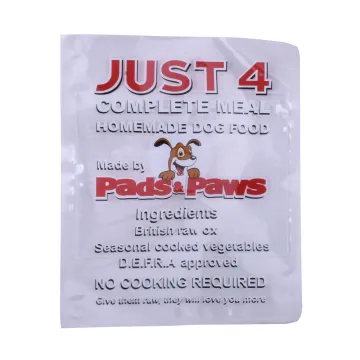 JUST 4
COMPLETE MEAL
HOMEMADE DOG FOOD
Made by
Pads & Paws
Ingredients
British raw ox
Seasonal cooked vegetables
D.E.F.R.A approved
NO COOKING REQUIRED
Give them raw, they will love you more